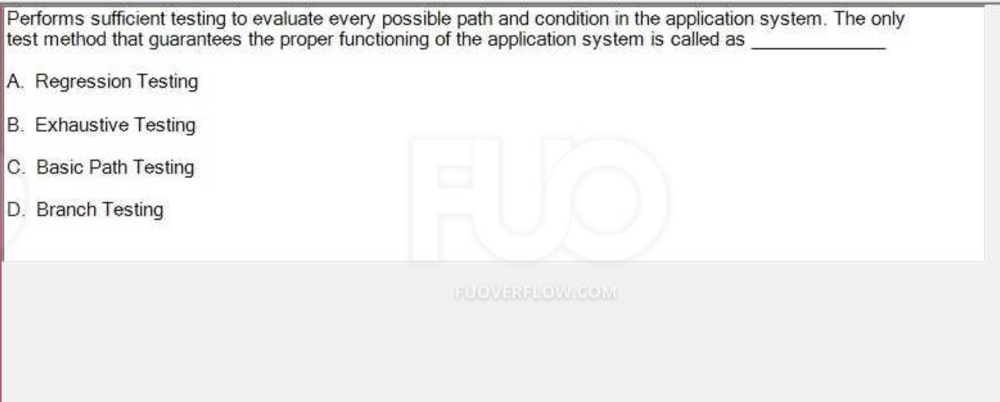 Performs sufficient testing to evaluate every possible path and condition in the application system. The only
test method that guarantees the proper functioning of the application system is called as _____________
A. Regression Testing
B. Exhaustive Testing
C. Basic Path Testing
D. Branch Testing
FUO
FUOVERFLOW.COM